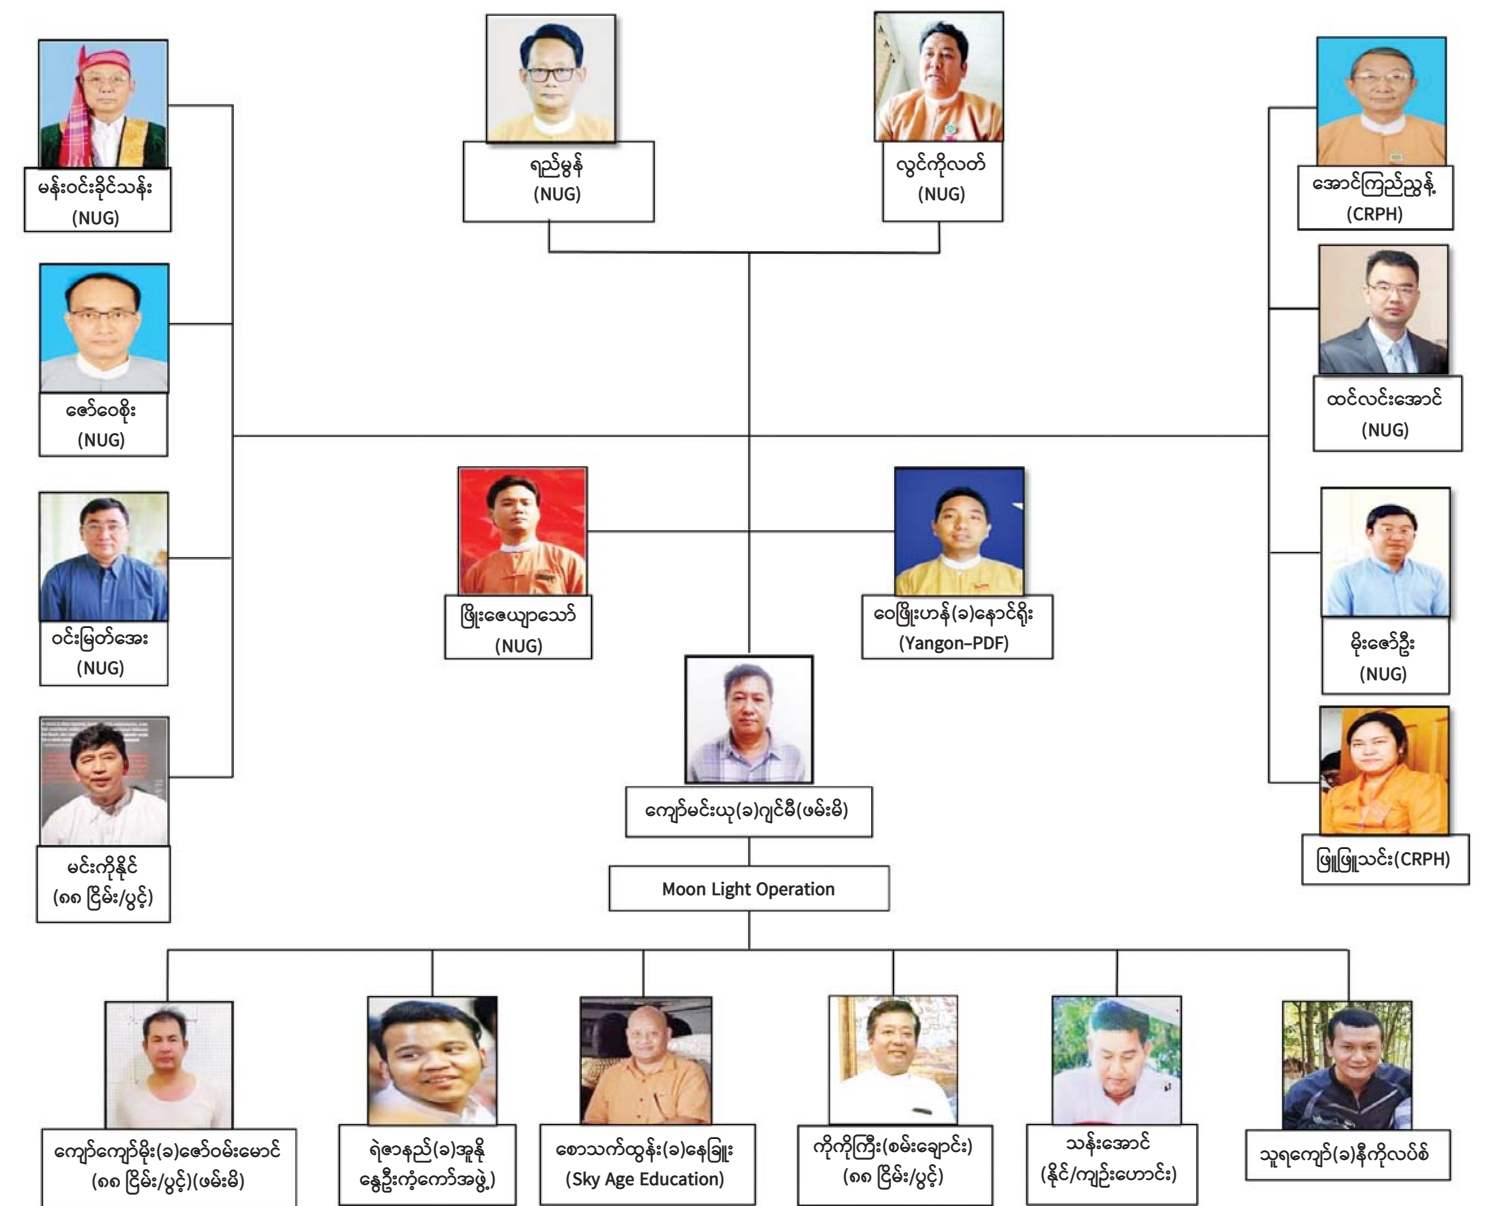 ရည်မွန်
(NUG)
လွင်ကိုလတ်
(NUG)
မန်းဝင်းခိုင်သန်း
(NUG)
အောင်ကြည်ညွန့်
(CRPH)
ဇော်ဝေစိုး
(NUG)
ထင်လင်းအောင်
(NUG)
ဖြိုးဇေယျာသော်
(NUG)
ဝေဖြိုးဟန်(ခ)နောင်ရိုး
(Yangon-PDF)
ဝင်းမြတ်အေး
(NUG)
မိုးဇော်ဦး
(NUG)
ကျော်မင်းယု(ခ)ဂျင်မီ(ဖမ်းမိ)
မင်းကိုနိုင်
(၈၈ ငြိမ်း/ပွင့်)
ဖြူဖြူသင်း(CRPH)
Moon Light Operation
ကျော်ကျော်မိုး(ခ)ဇော်ဝမ်းမောင်
(၈၈ ငြိမ်း/ပွင့်)(ဖမ်းမိ)
ရဲဇာနည်(ခ)အူနို
နွေဦးကံ့ကော်အဖွဲ့)
စောသက်ထွန်း(ခ)နေခြူး
(Sky Age Education)
ကိုကိုကြီး(စမ်းချောင်း)
(၈၈ ငြိမ်း/ပွင့်)
သန်းအောင်
(နိုင်/ကျဉ်းဟောင်း)
သူရကျော်(ခ)နီကိုလပ်စ်